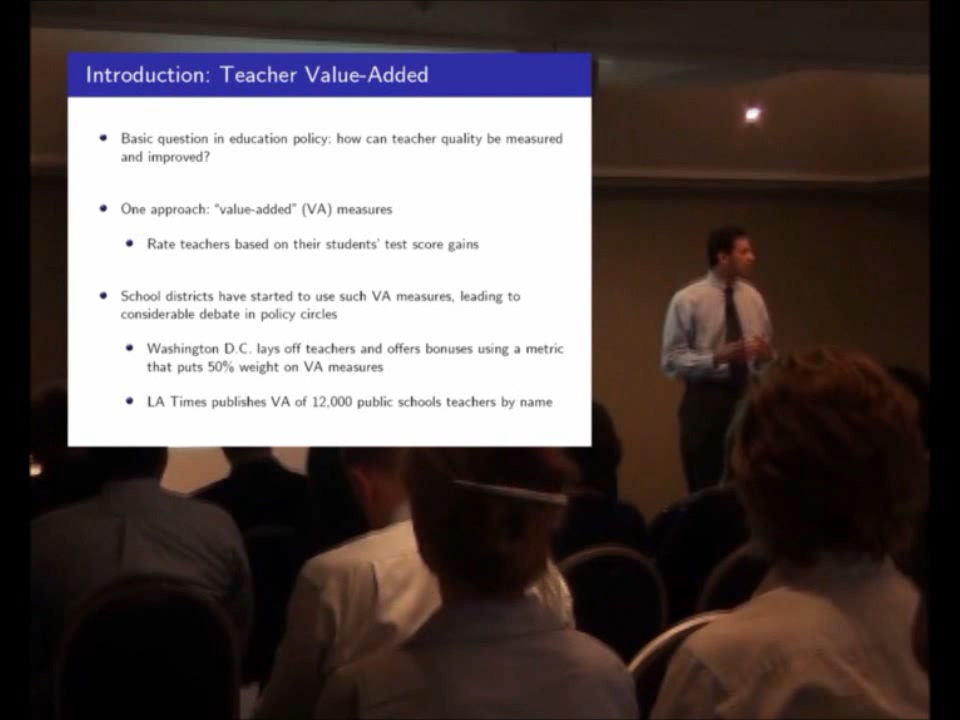 Introduction: Teacher Value-Added
Basic question in education policy: how can teacher quality be measured
and improved?
One approach: “value-added” (VA) measures
Rate teachers based on their students’ test score gains
School districts have started to use such VA measures, leading to
considerable debate in policy circles
Washington D.C. lays off teachers and offers bonuses using a metric
that puts 50% weight on VA measures
LA Times publishes VA of 12,000 public schools teachers by name